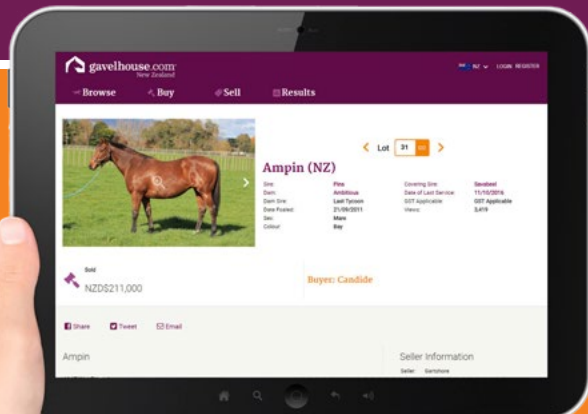 gavelhouse.com
New Zealand
NZ LOGIN REGISTER
Browse Buy Sell Results
Lot 31
Ampin (NZ)
Sire: Pins Covering Sire: Savabeel
Dam: Ambitious Date of Last Service: 11/10/2016
Dam Sire: Last Tycoon GST Applicable: GST Applicable
Date Foaled: 21/09/2011 Views: 3,419
Sex: Mare
Colour: Bay
Sold
NZD$211,000
Buyer: Candide
Share Tweet Email
Ampin Seller Information
Seller: